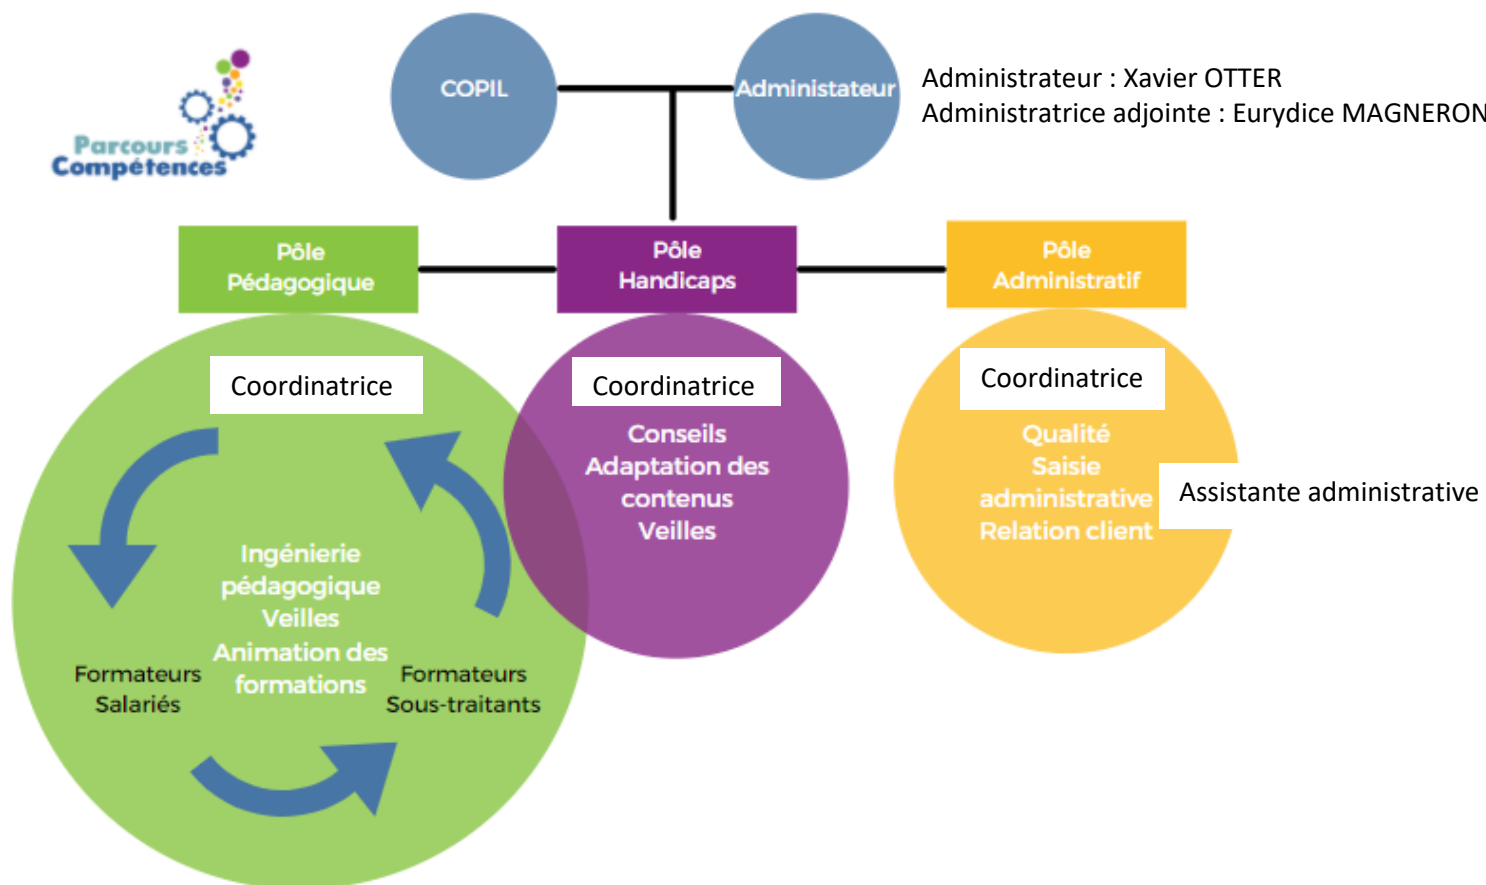 Parcours
Compétences
COPIL
Administateur
Administrateur : Xavier OTTER
Administratrice adjointe : Eurydice MAGNERON
Pôle
Pédagogique
Pôle
Handicaps
Pôle
Administratif
Coordinatrice
Ingénierie
pédagogique
Veilles
Animation des
formations
Formateurs
Salariés
Formateurs
Sous-traitants
Coordinatrice
Conseils
Adaptation des
contenus
Veilles
Coordinatrice
Qualité
Saisie
administrative
Relation client
Assistante administrative